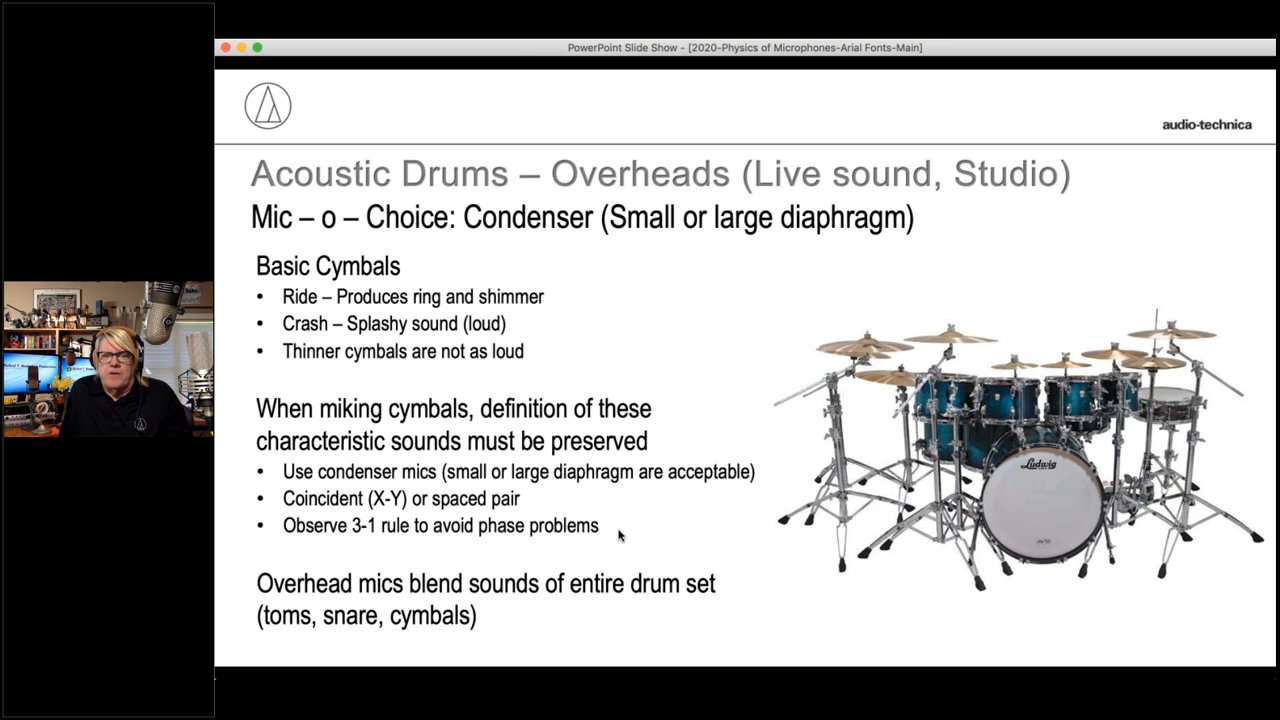 PowerPoint Slide Show - [2020-Physics of Microphones-Arial Fonts-Main]
audio-technica
Acoustic Drums – Overheads (Live sound, Studio)
Mic – o – Choice: Condenser (Small or large diaphragm)
Basic Cymbals
• Ride – Produces ring and shimmer
• Crash – Splashy sound (loud)
• Thinner cymbals are not as loud
When miking cymbals, definition of these
characteristic sounds must be preserved
• Use condenser mics (small or large diaphragm are acceptable)
• Coincident (X-Y) or spaced pair
• Observe 3-1 rule to avoid phase problems
Overhead mics blend sounds of entire drum set
(toms, snare, cymbals)
Ludwig